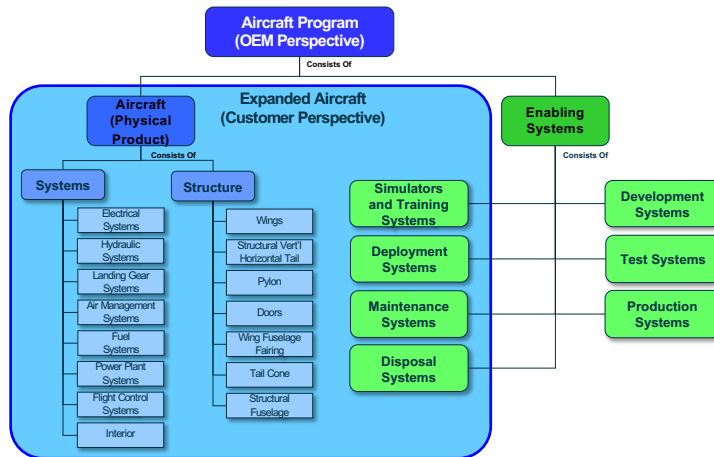 Aircraft Program
(OEM Perspective)
Consists Of
Expanded Aircraft
(Customer Perspective)
Aircraft
(Physical
Product)
Consists Of
Enabling
Systems
Consists Of
Systems
Electrical
Systems
Hydraulic
Systems
Landing Gear
Systems
Air Management
Systems
Fuel
Systems
Power Plant
Systems
Flight Control
Systems
Interior
Structure
Wings
Structural Vert'l
Horizontal Tail
Pylon
Doors
Wing Fuselage
Fairing
Tail Cone
Structural
Fuselage
Simulators
and Training
Systems
Deployment
Systems
Maintenance
Systems
Disposal
Systems
Development
Systems
Test Systems
Production
Systems